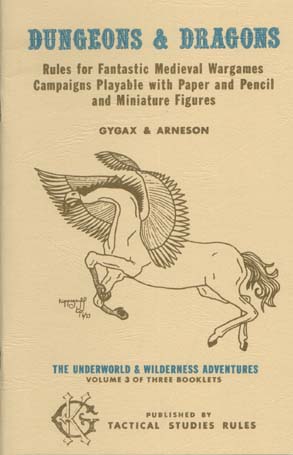 DUNGEONS & DRAGONS
Rules for Fantastic Medieval Wargames
Campaigns Playable with Paper and Pencil
and Miniature Figures
GYGAX & ARNESON
THE UNDERWORLD & WILDERNESS ADVENTURES
VOLUME 3 OF THREE BOOKLETS
PUBLISHED BY
TACTICAL STUDIES RULES